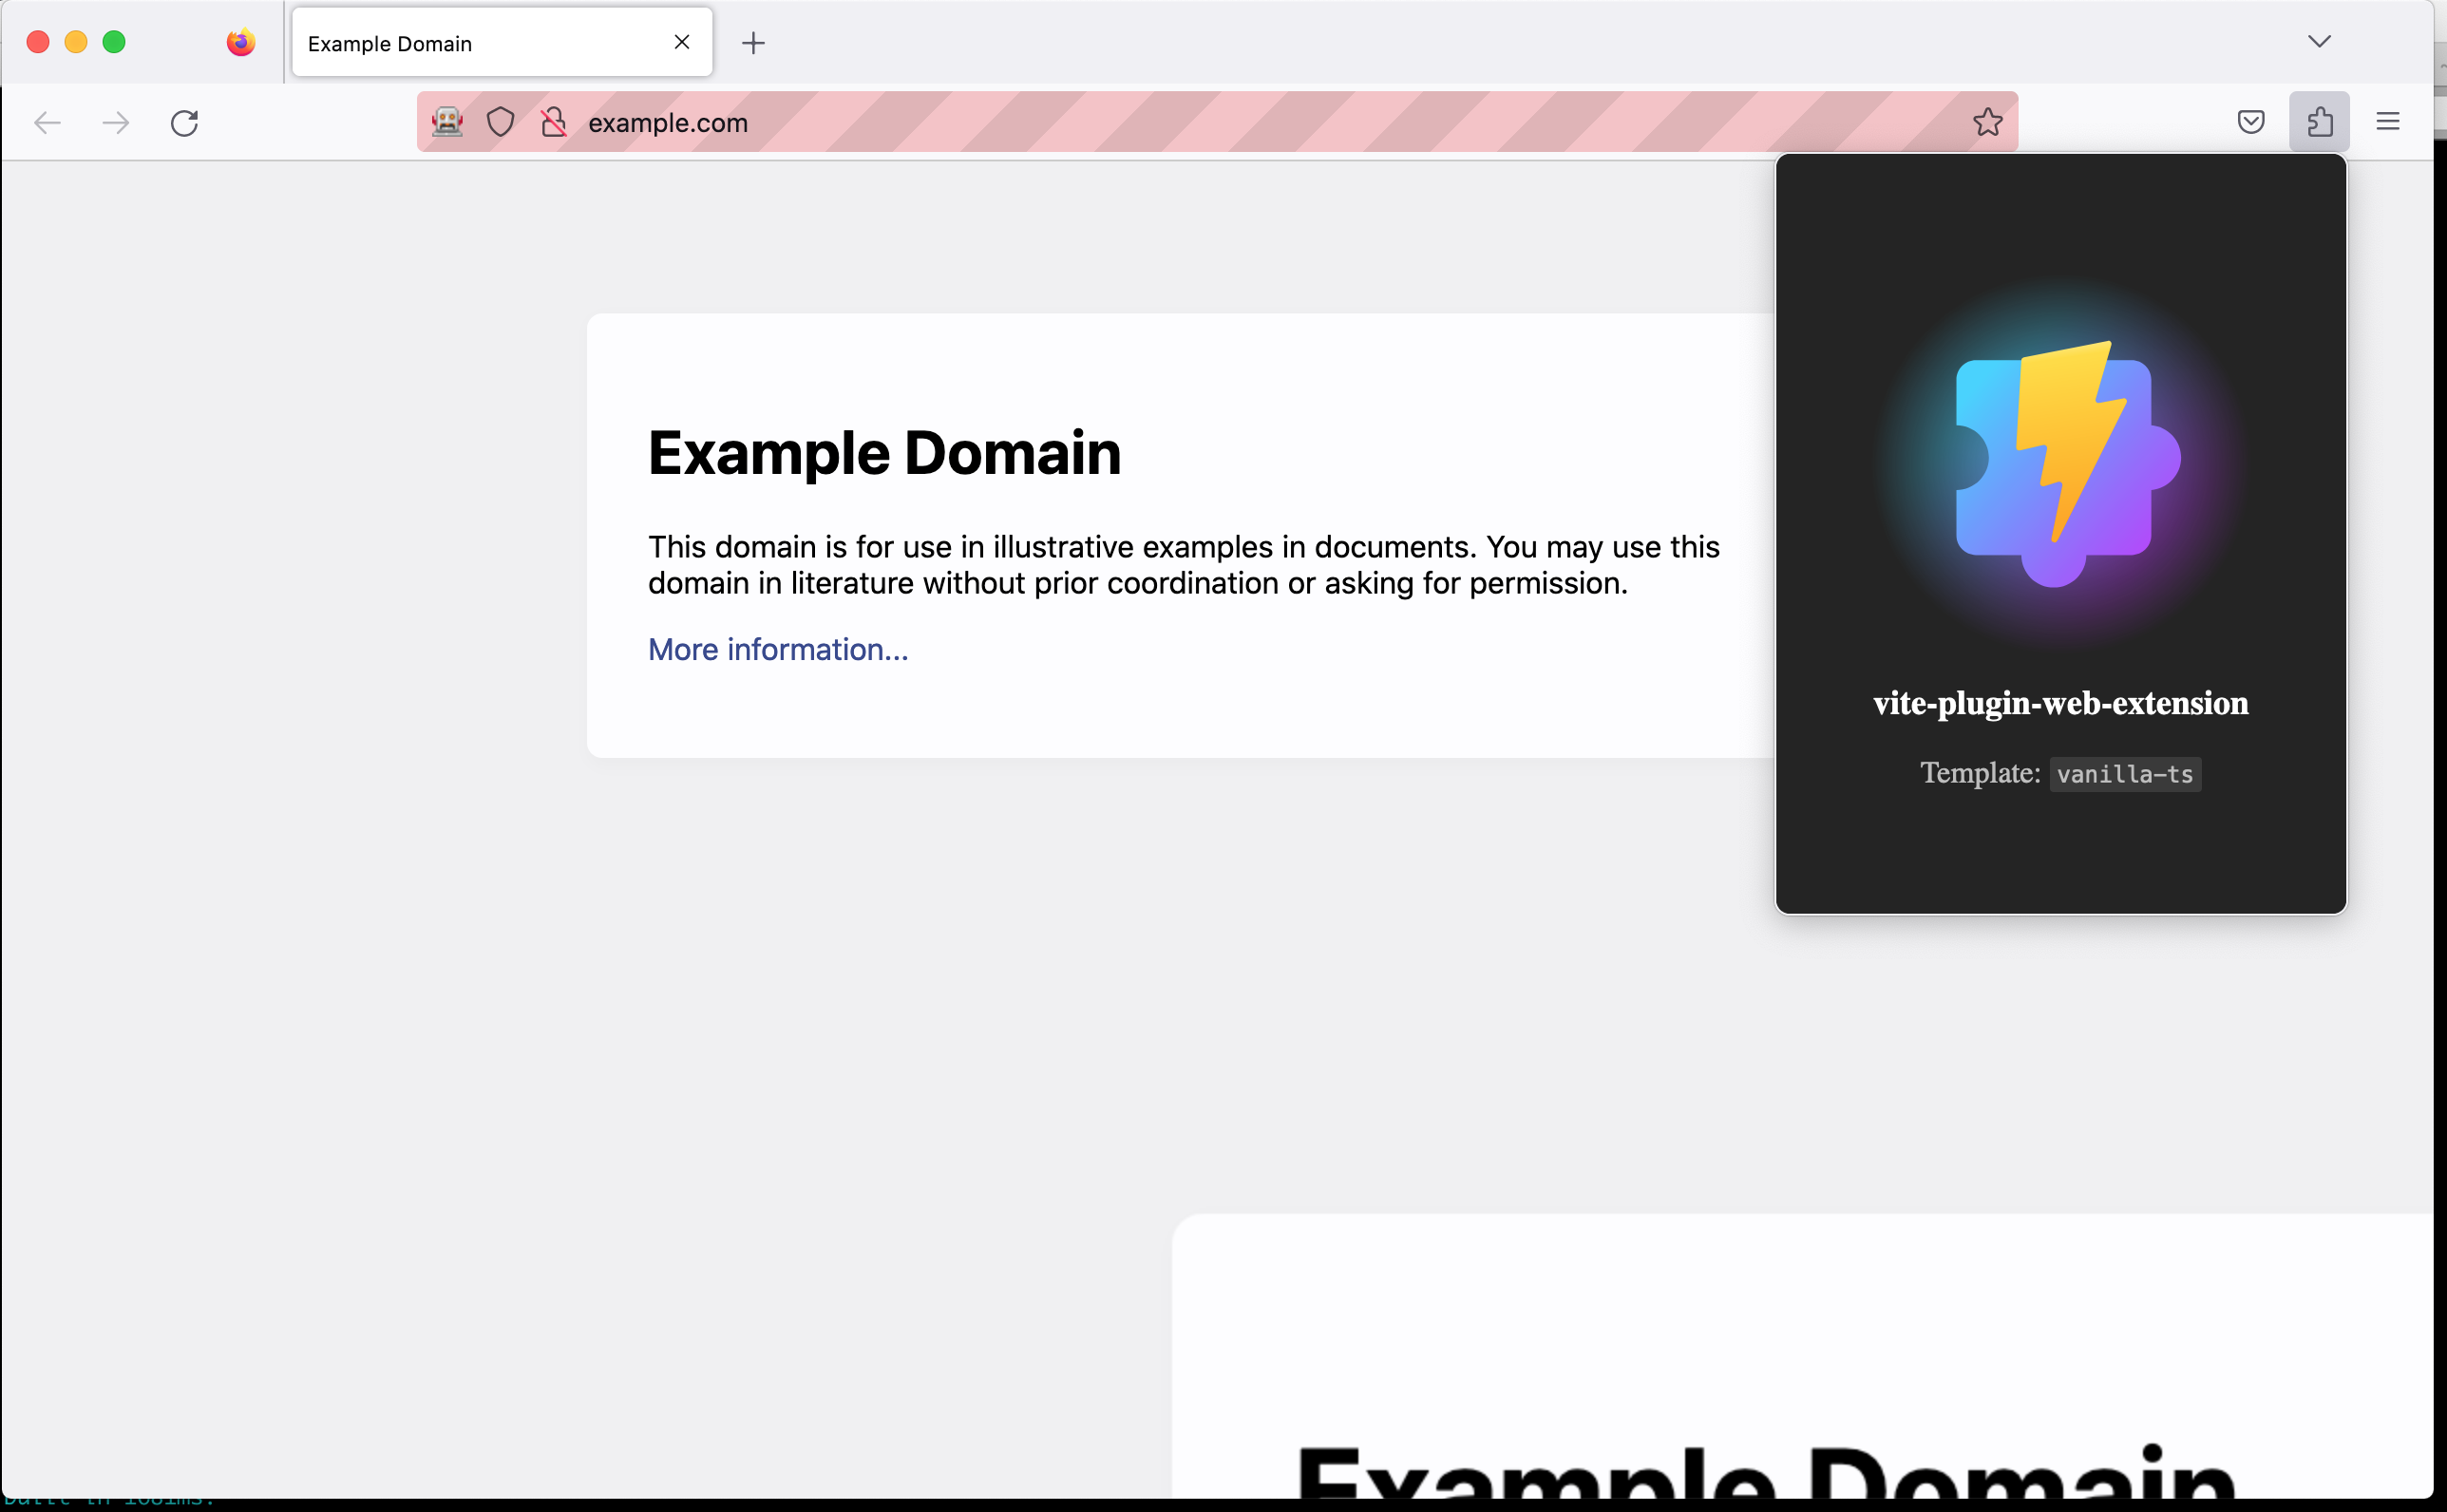 Example Domain
example.com
Example Domain
This domain is for use in illustrative examples in documents. You may use this
domain in literature without prior coordination or asking for permission.
More information...
vite-plugin-web-extension
Template: vanilla-ts
Example Domain